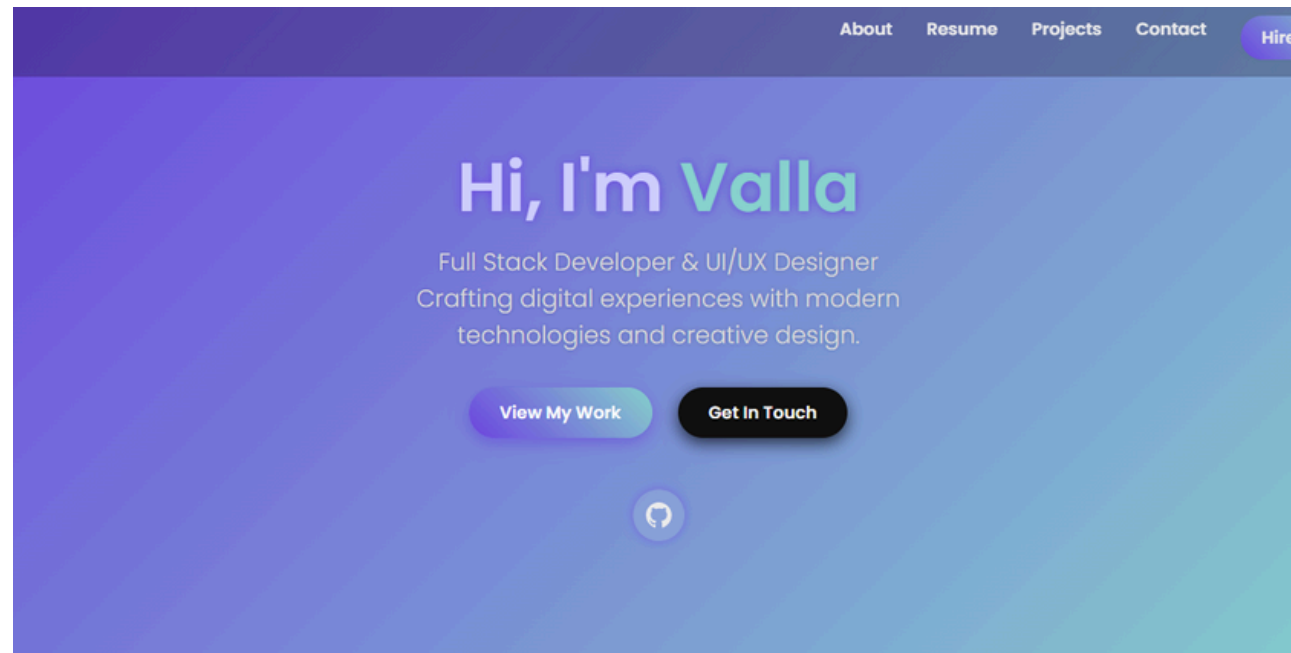 About Resume Projects Contact Hire
Hi, I'm Valla
Full Stack Developer & UI/UX Designer
Crafting digital experiences with modern
technologies and creative design.
View My Work Get In Touch